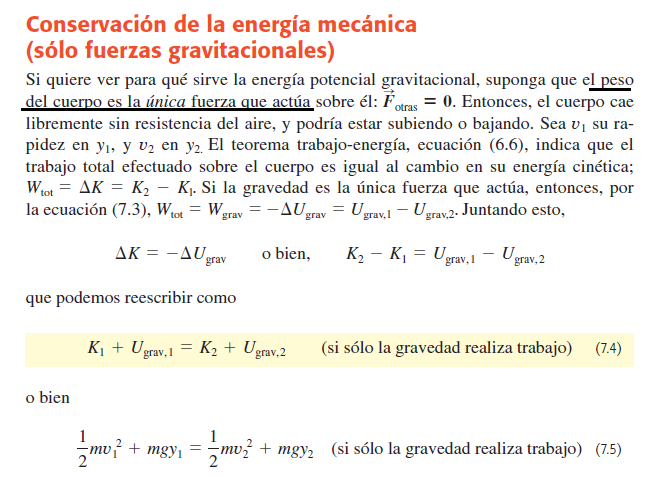 Conservación de la energía mecánica
(sólo fuerzas gravitacionales)
Si quiere ver para qué sirve la energía potencial gravitacional, suponga que el peso
del cuerpo es la única fuerza que actúa sobre él: F⃗otras = 0. Entonces, el cuerpo cae
libremente sin resistencia del aire, y podría estar subiendo o bajando. Sea v₁ su ra-
pidez en y₁, y v₂ en y₂. El teorema trabajo-energía, ecuación (6.6), indica que el
trabajo total efectuado sobre el cuerpo es igual al cambio en su energía cinética;
Wtot = ΔK = K₂ − K₁. Si la gravedad es la única fuerza que actúa, entonces, por
la ecuación (7.3), Wtot = Wgrav = −ΔUgrav = Ugrav,1 − Ugrav,2. Juntando esto,
ΔK = −ΔUgrav o bien, K₂ − K₁ = Ugrav,1 − Ugrav,2
que podemos reescribir como
K₁ + Ugrav,1 = K₂ + Ugrav,2 (si sólo la gravedad realiza trabajo) (7.4)
o bien
1/2 mv₁² + mgy₁ = 1/2 mv₂² + mgy₂ (si sólo la gravedad realiza trabajo) (7.5)